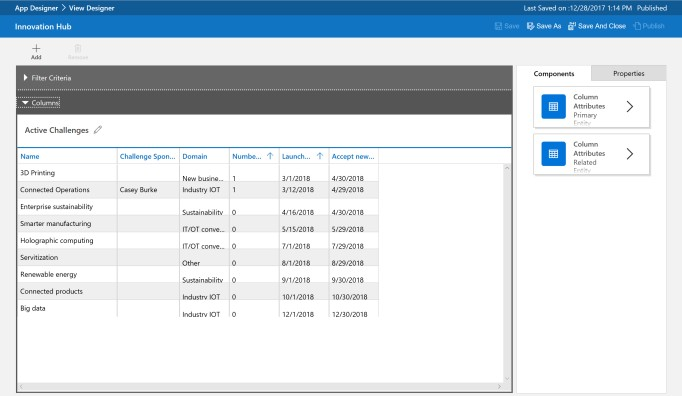 App Designer > View Designer
Last Saved on :12/28/2017 1:14 PM Published
Innovation Hub
Save Save As Save And Close Publish
Add Remove
Filter Criteria
Columns
Active Challenges
Name Challenge Spon... Domain Numbe... Launch... Accept new...
3D Printing New busine... 1 3/1/2018 4/30/2018
Connected Operations Casey Burke Industry IOT 1 3/12/2018 4/29/2018
Enterprise sustainability Sustainability 0 4/16/2018 4/30/2018
Smarter manufacturing IT/OT conve... 0 5/15/2018 5/29/2018
Holographic computing IT/OT conve... 0 7/1/2018 7/29/2018
Servitization Other 0 8/1/2018 8/29/2018
Renewable energy Sustainability 0 9/1/2018 9/30/2018
Connected products Industry IOT 0 10/1/2018 10/30/2018
Big data Industry IOT 0 12/1/2018 12/30/2018
Components Properties
Column
Attributes
Primary
Entity
Column
Attributes
Related
Entity